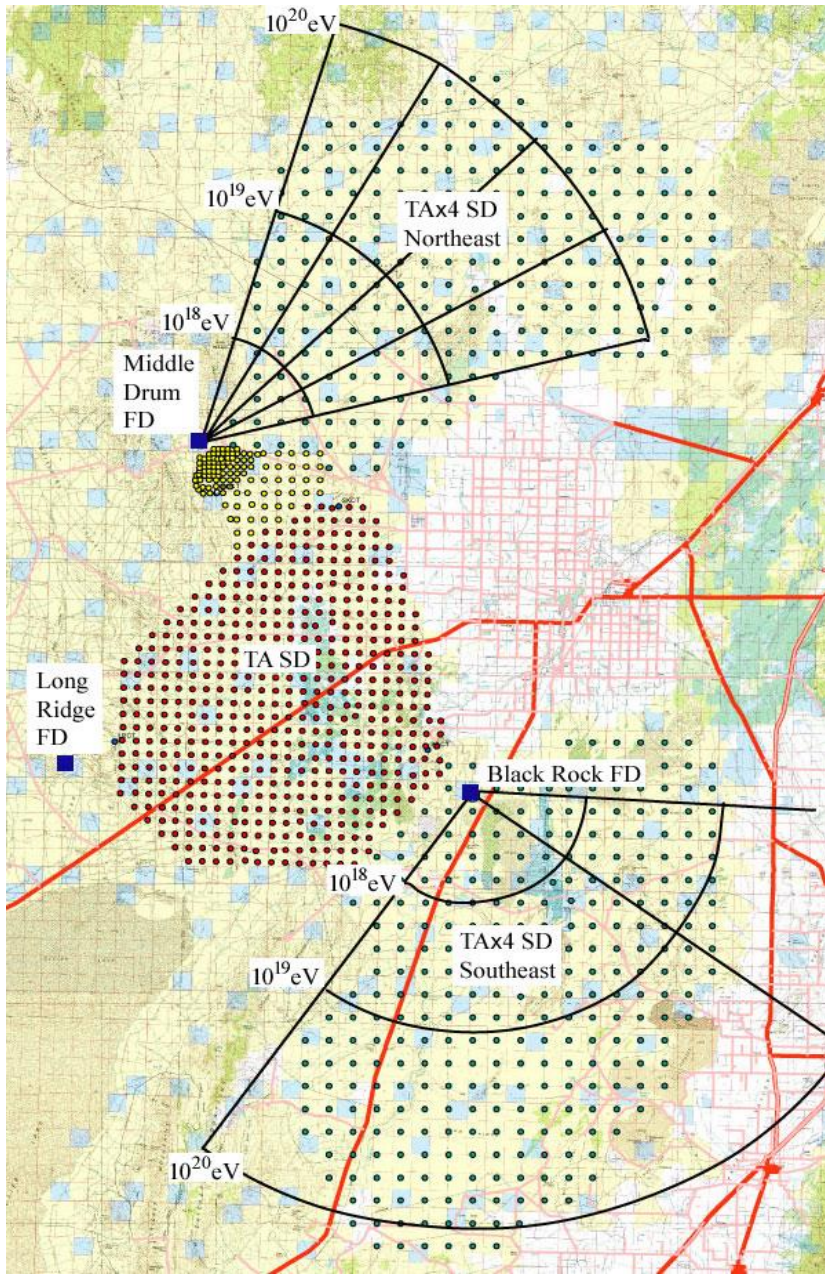 10²⁰eV
10¹⁹eV
TAx4 SD
Northeast
10¹⁸eV
Middle
Drum
FD
TA SD
Long
Ridge
FD
Black Rock FD
10¹⁸eV
TAx4 SD
Southeast
10¹⁹eV
10²⁰eV